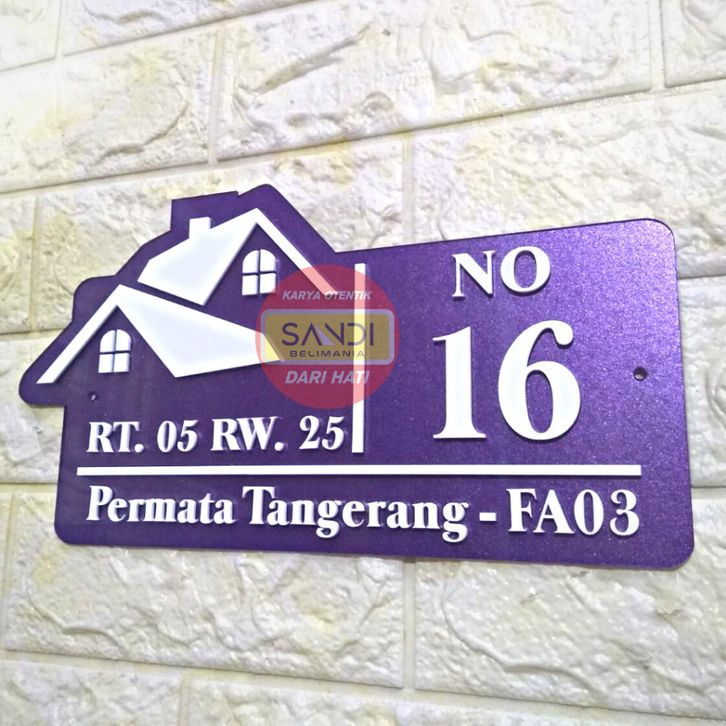 NO
16
RT. 05 RW. 25
Permata Tangerang - FA03
KARYA OTENTIK
SANDI
BELIMANIA
DARI HATI